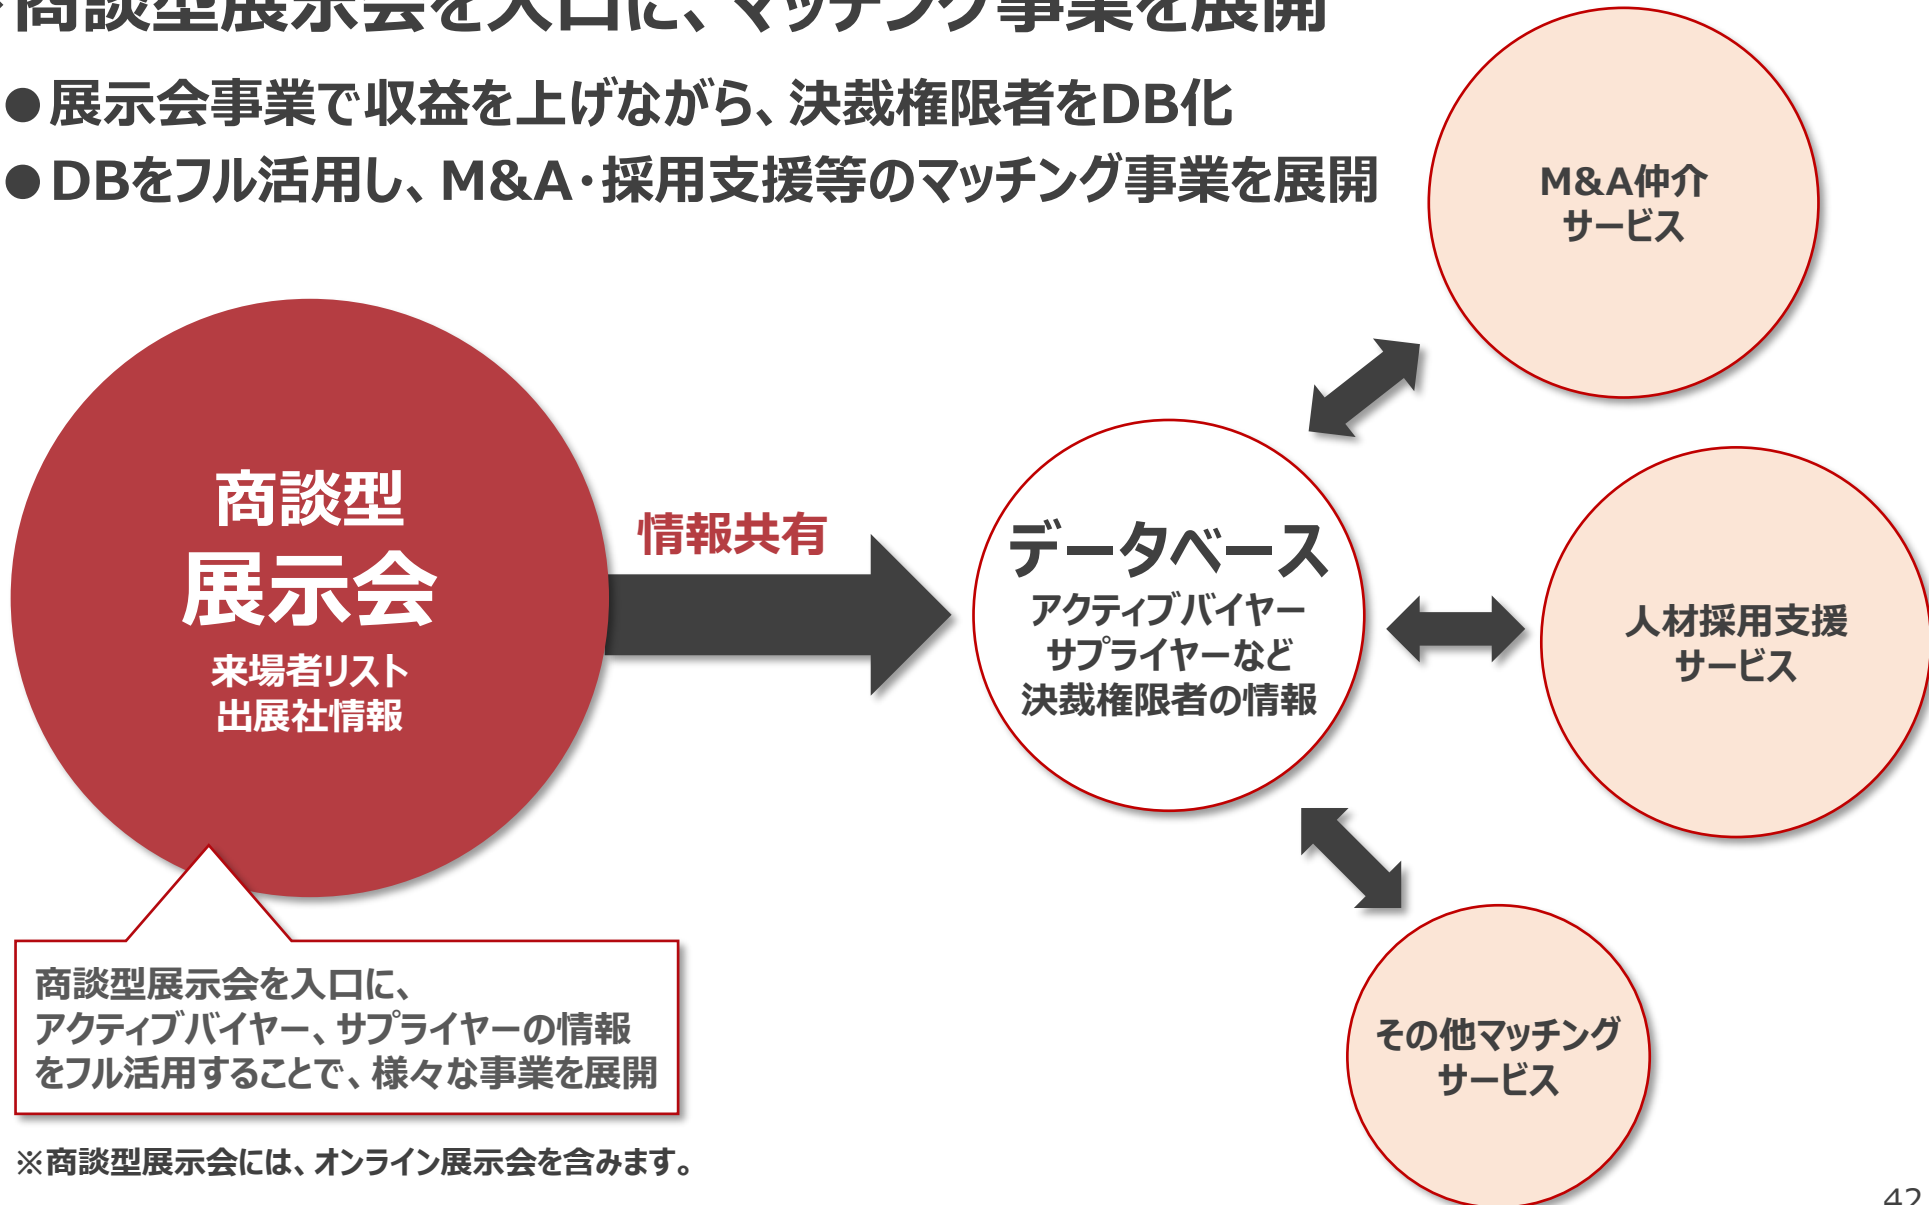 商談型展示会を入口に、マッチング事業を展開
●展示会事業で収益を上げながら、決裁権限者をDB化
●DBをフル活用し、M&A・採用支援等のマッチング事業を展開
M&A仲介
サービス
商談型
展示会
来場者リスト
出展社情報
情報共有
データベース
アクティブバイヤー
サプライヤーなど
決裁権限者の情報
人材採用支援
サービス
その他マッチング
サービス
商談型展示会を入口に、
アクティブバイヤー、サプライヤーの情報
をフル活用することで、様々な事業を展開
※商談型展示会には、オンライン展示会を含みます。
42